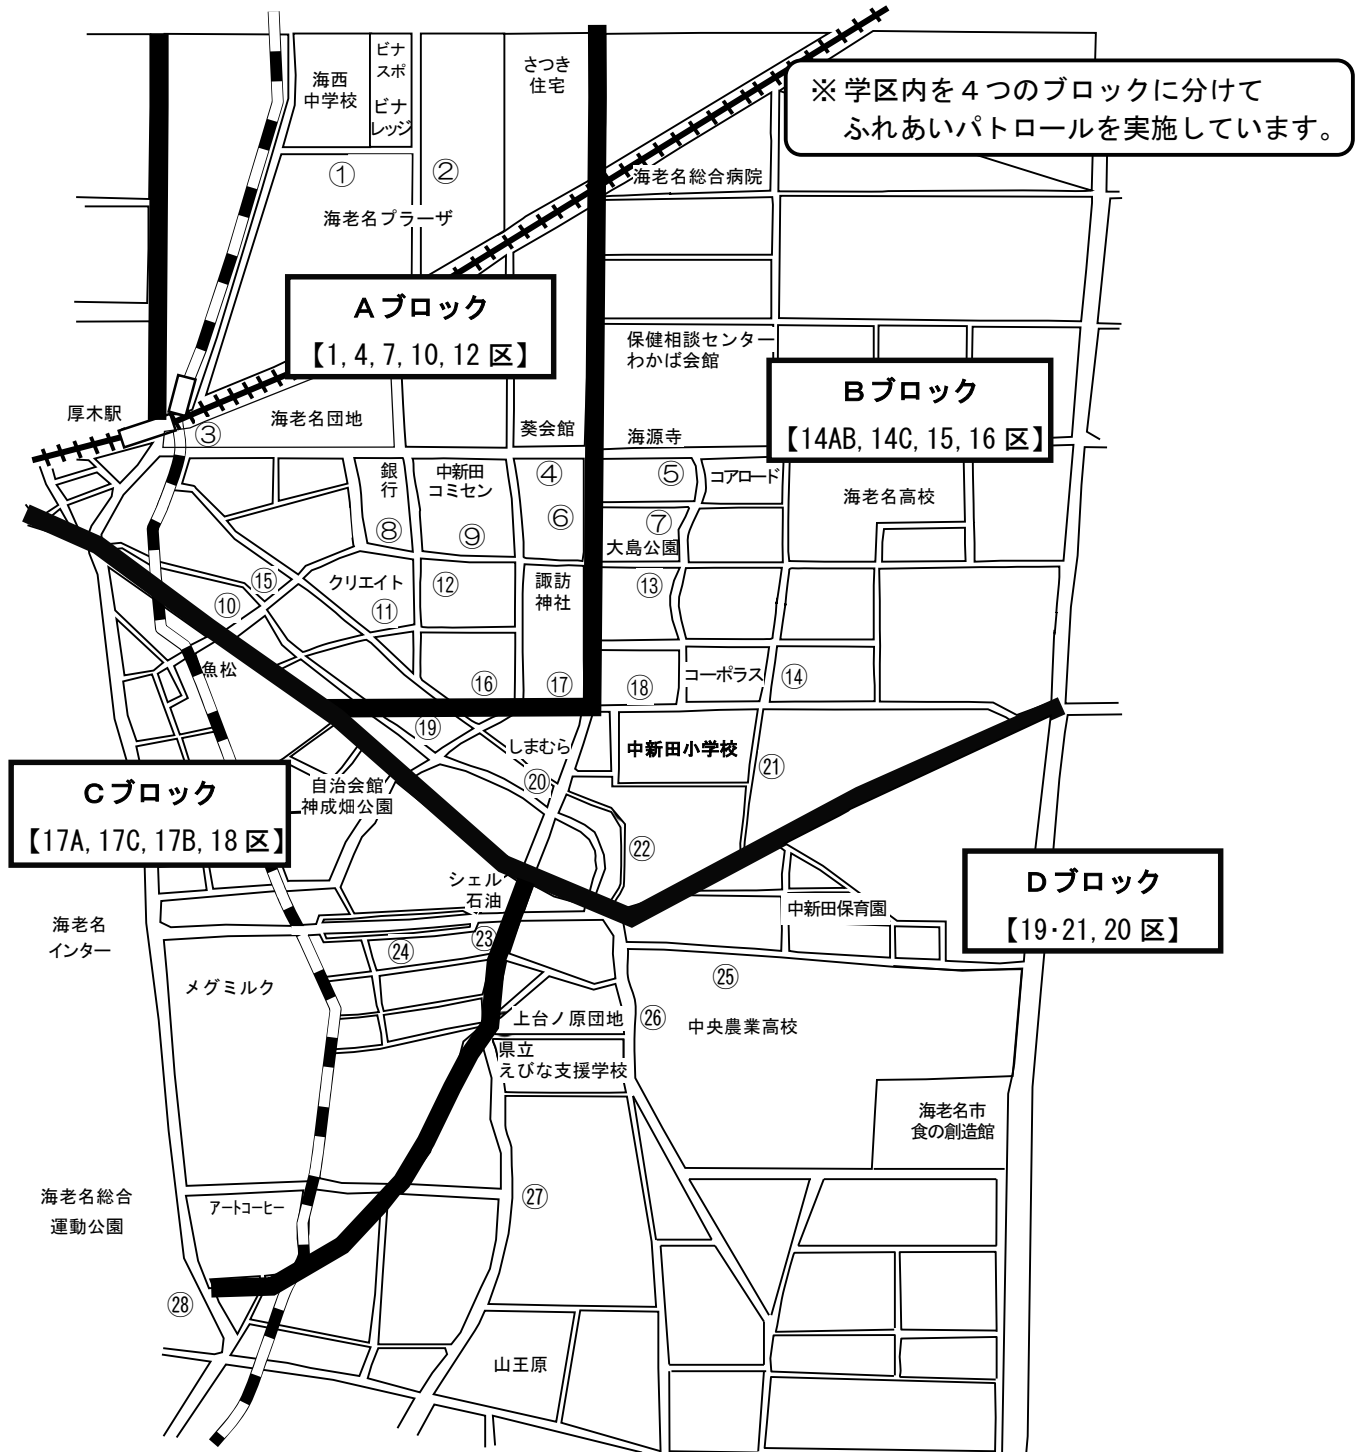 ※ 学区内を４つのブロックに分けて
ふれあいパトロールを実施しています。
海西
中学校
ビナ
スポ
ビナ
レッジ
さつき
住宅
①
②
海老名総合病院
海老名プラーザ
Ａブロック
【1, 4, 7, 10, 12 区】
保健相談センター
わかば会館
Ｂブロック
【14AB, 14C, 15, 16 区】
厚木駅
③
海老名団地
葵会館
海源寺
銀
行
中新田
コミセン
④
⑤
コアロード
海老名高校
⑥
⑦
⑧
⑨
大島公園
⑮
クリエイト
⑫
諏訪
神社
⑬
⑩
⑪
魚松
⑯
⑰
⑱
コーポラス
⑭
⑲
しまむら
中新田小学校
㉑
Ｃブロック
【17A, 17C, 17B, 18 区】
自治会館
神成畑公園
⑳
㉒
シェル
石油
Ｄブロック
【19・21, 20 区】
中新田保育園
海老名
インター
㉓
㉔
メグミルク
㉕
上台ノ原団地
㉖
中央農業高校
県立
えびな支援学校
海老名市
食の創造館
海老名総合
運動公園
アートコーヒー
㉗
㉘
山王原